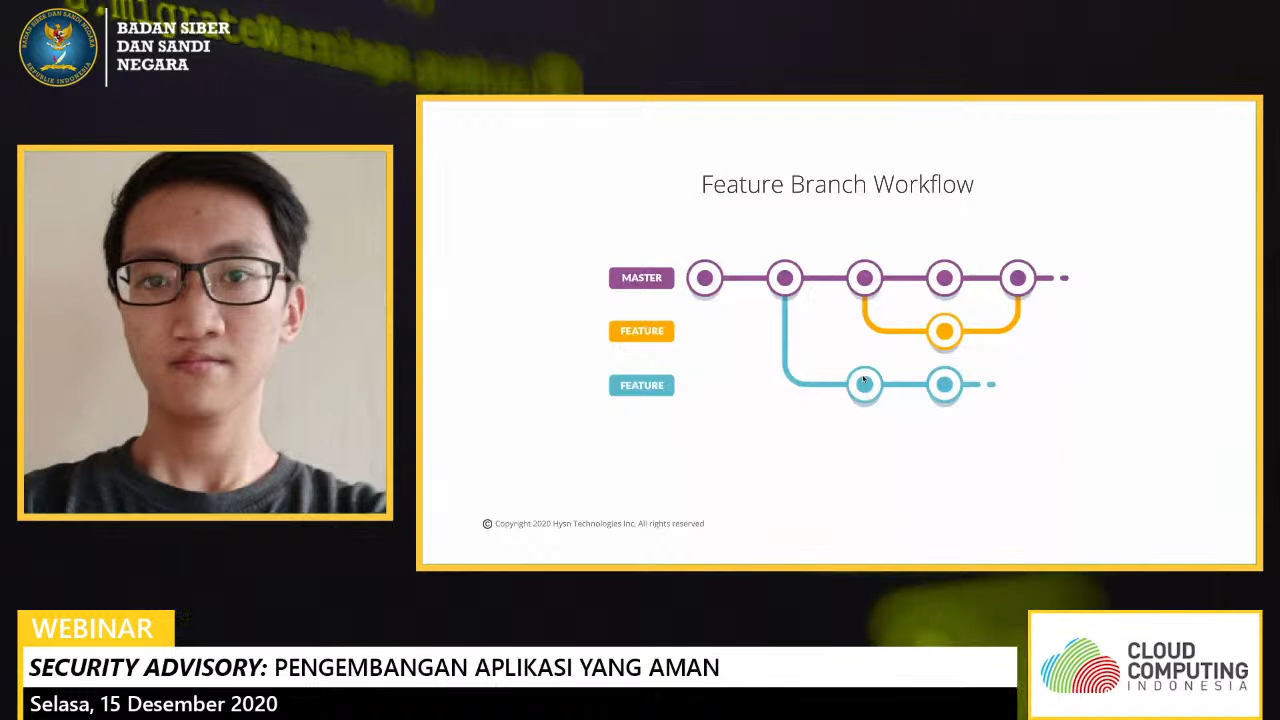 BADAN SIBER
DAN SANDI
NEGARA
Feature Branch Workflow
MASTER
FEATURE
FEATURE
© Copyright 2020 Hysn Technologies Inc. All rights reserved
WEBINAR
SECURITY ADVISORY: PENGEMBANGAN APLIKASI YANG AMAN
Selasa, 15 Desember 2020
CLOUD
COMPUTING
INDONESIA